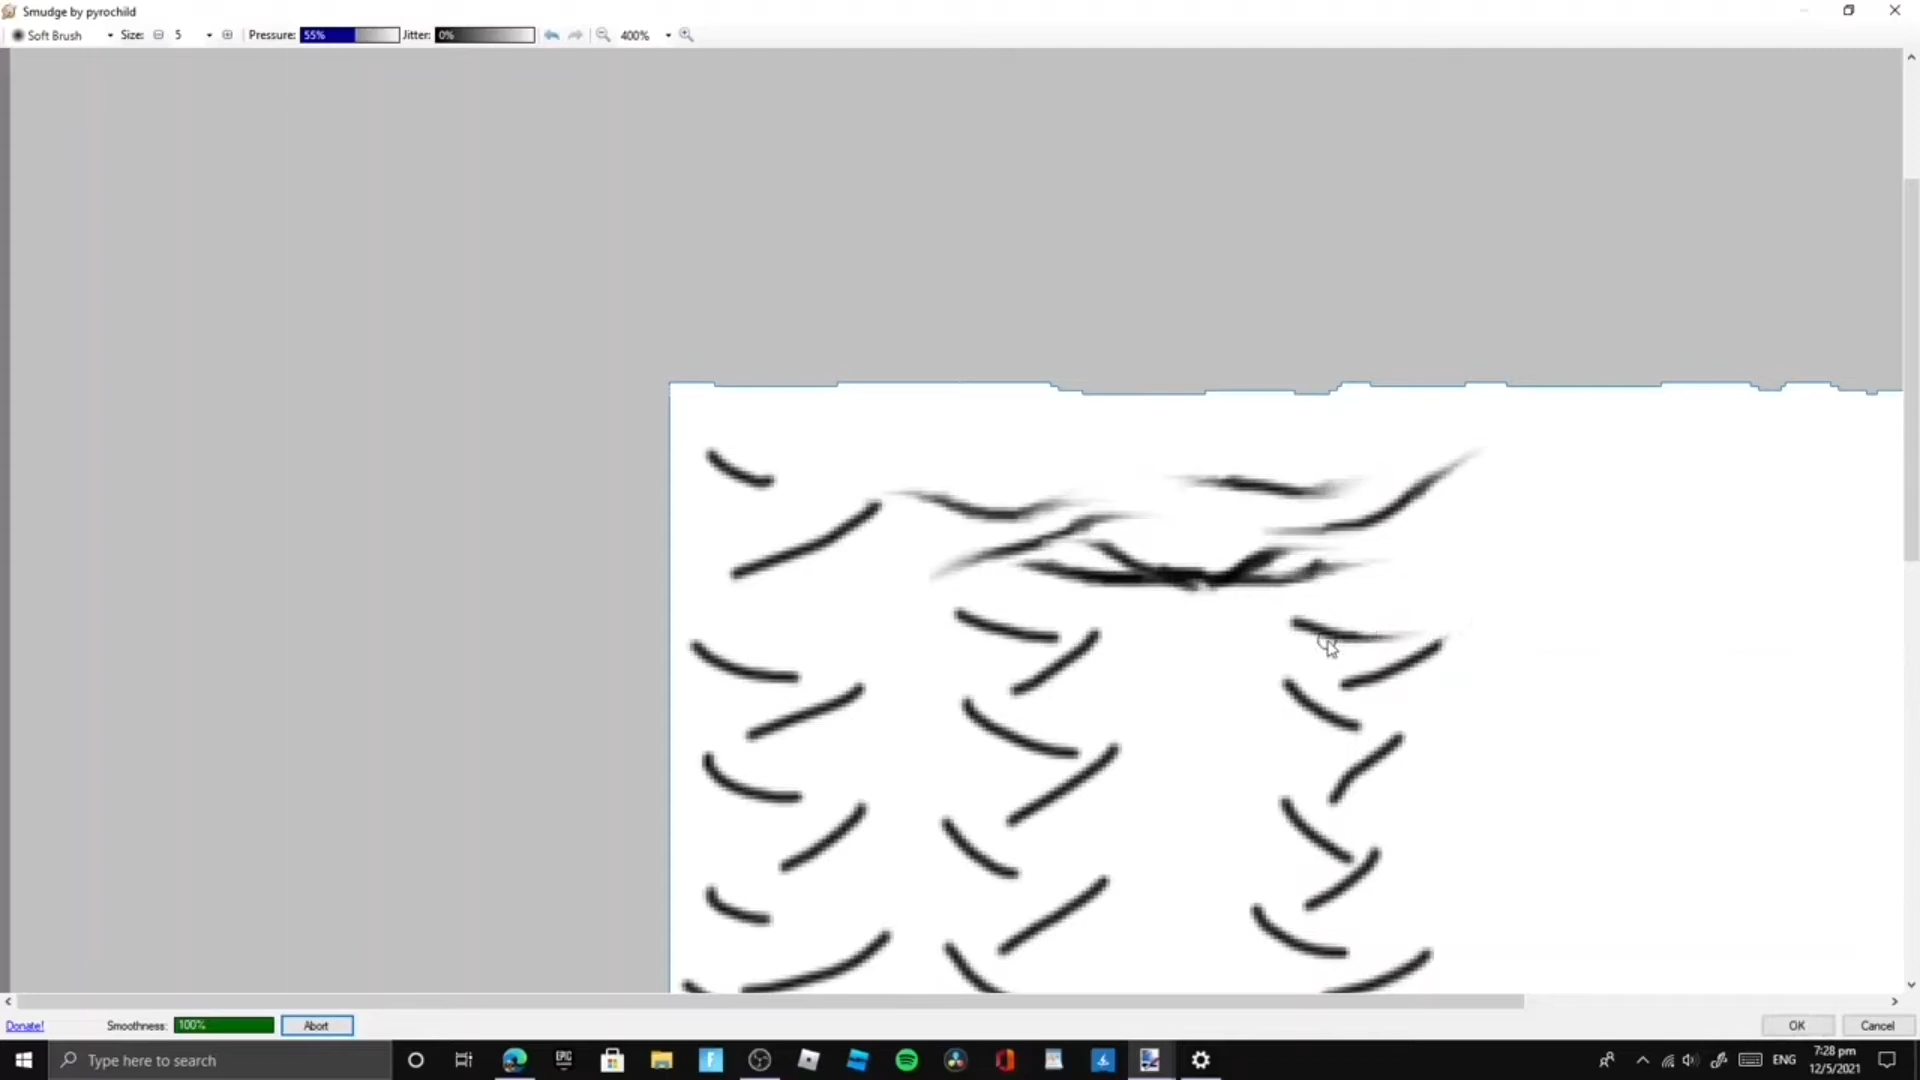 Smudge by pyrochild
Soft Brush Size: 5 Pressure: 55% Jitter: 0% 400%
Donate! Smoothness: 100% Abort OK Cancel
Type here to search EPIC ENG 7:28 pm
12/5/2021